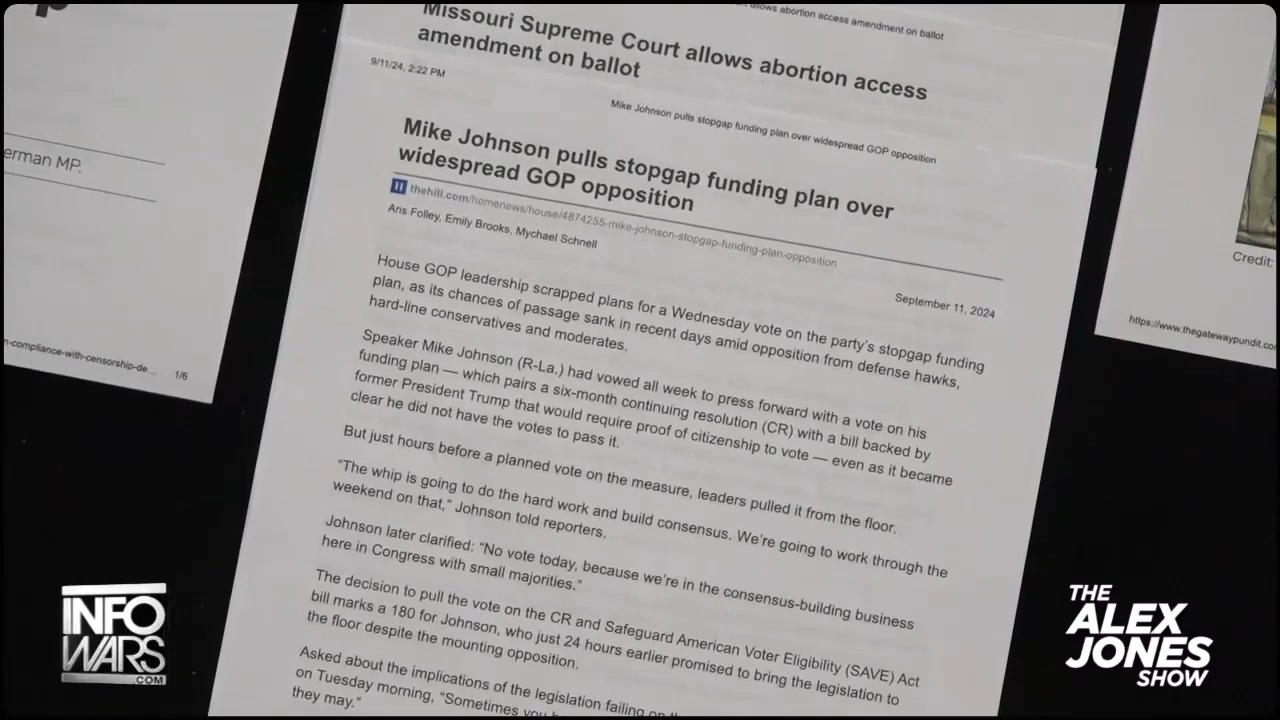 allows abortion access amendment on ballot
Missouri Supreme Court allows abortion access
amendment on ballot
9/11/24, 2:22 PM
Mike Johnson pulls stopgap funding plan over widespread GOP opposition
Mike Johnson pulls stopgap funding plan over
widespread GOP opposition
thehill.com/homenews/house/4874255-mike-johnson-stopgap-funding-plan-opposition
Aris Folley, Emily Brooks, Mychael Schnell
September 11, 2024
House GOP leadership scrapped plans for a Wednesday vote on the party's stopgap funding
plan, as its chances of passage sank in recent days amid opposition from defense hawks,
hard-line conservatives and moderates.
Speaker Mike Johnson (R-La.) had vowed all week to press forward with a vote on his
funding plan — which pairs a six-month continuing resolution (CR) with a bill backed by
former President Trump that would require proof of citizenship to vote — even as it became
clear he did not have the votes to pass it.
But just hours before a planned vote on the measure, leaders pulled it from the floor.
“The whip is going to do the hard work and build consensus. We're going to work through the
weekend on that,” Johnson told reporters.
Johnson later clarified: “No vote today, because we're in the consensus-building business
here in Congress with small majorities.”
The decision to pull the vote on the CR and Safeguard American Voter Eligibility (SAVE) Act
bill marks a 180 for Johnson, who just 24 hours earlier promised to bring the legislation to
the floor despite the mounting opposition.
Asked about the implications of the legislation failing on
on Tuesday morning, “Sometimes you
they may.”
erman MP.
n-compliance-with-censorship-de... 1/6
Credit:
https://www.thegatewaypundit.co
INFO
WARS
.COM
THE
ALEX
JONES
SHOW